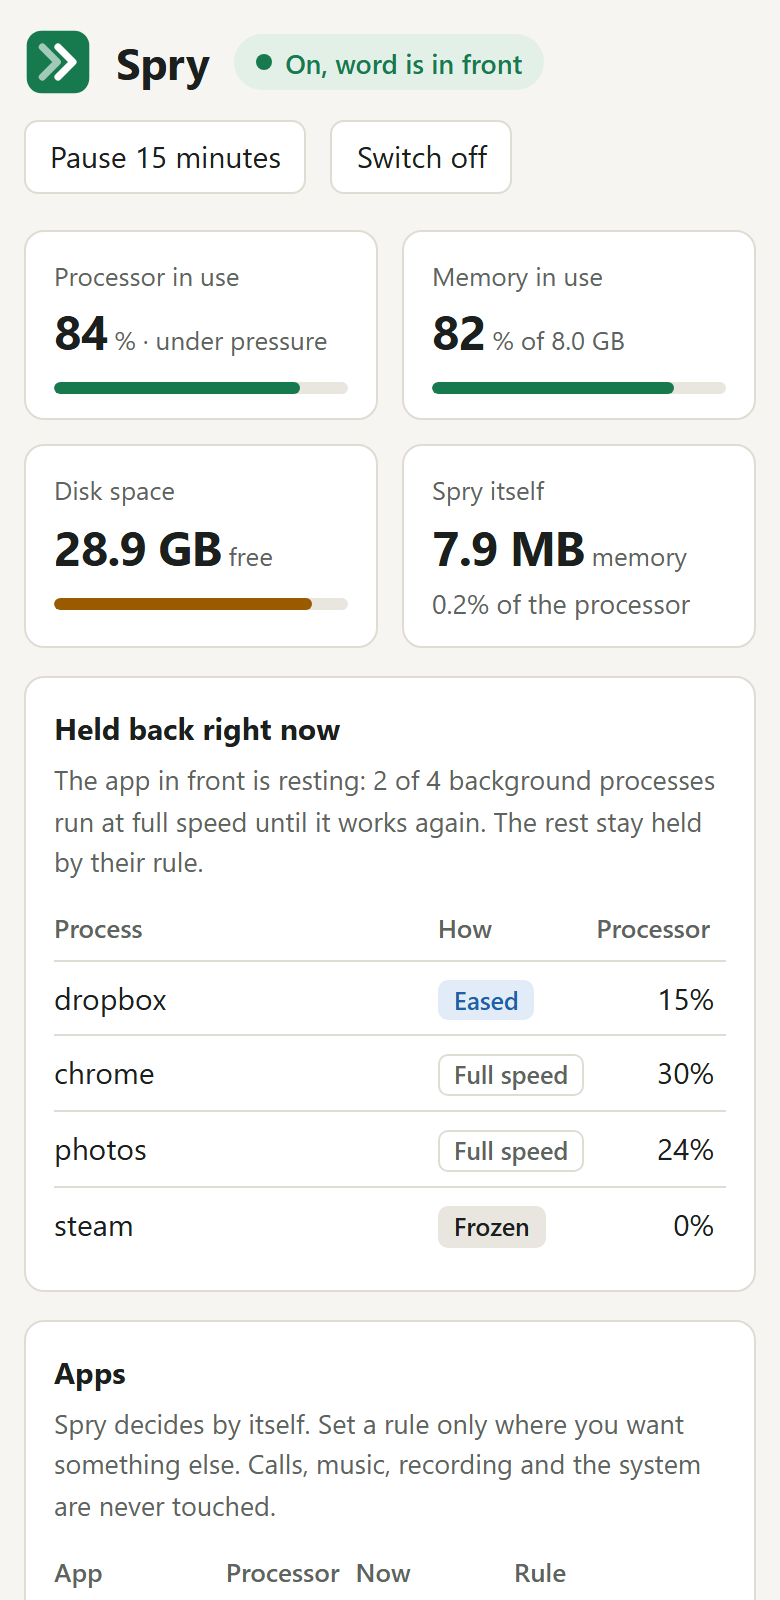 Spry
On, word is in front
Pause 15 minutes
Switch off
Processor in use
84 % · under pressure
Memory in use
82 % of 8.0 GB
Disk space
28.9 GB free
Spry itself
7.9 MB memory
0.2% of the processor
Held back right now
The app in front is resting: 2 of 4 background processes
run at full speed until it works again. The rest stay held
by their rule.
Process How Processor
dropbox Eased 15%
chrome Full speed 30%
photos Full speed 24%
steam Frozen 0%
Apps
Spry decides by itself. Set a rule only where you want
something else. Calls, music, recording and the system
are never touched.
App Processor Now Rule